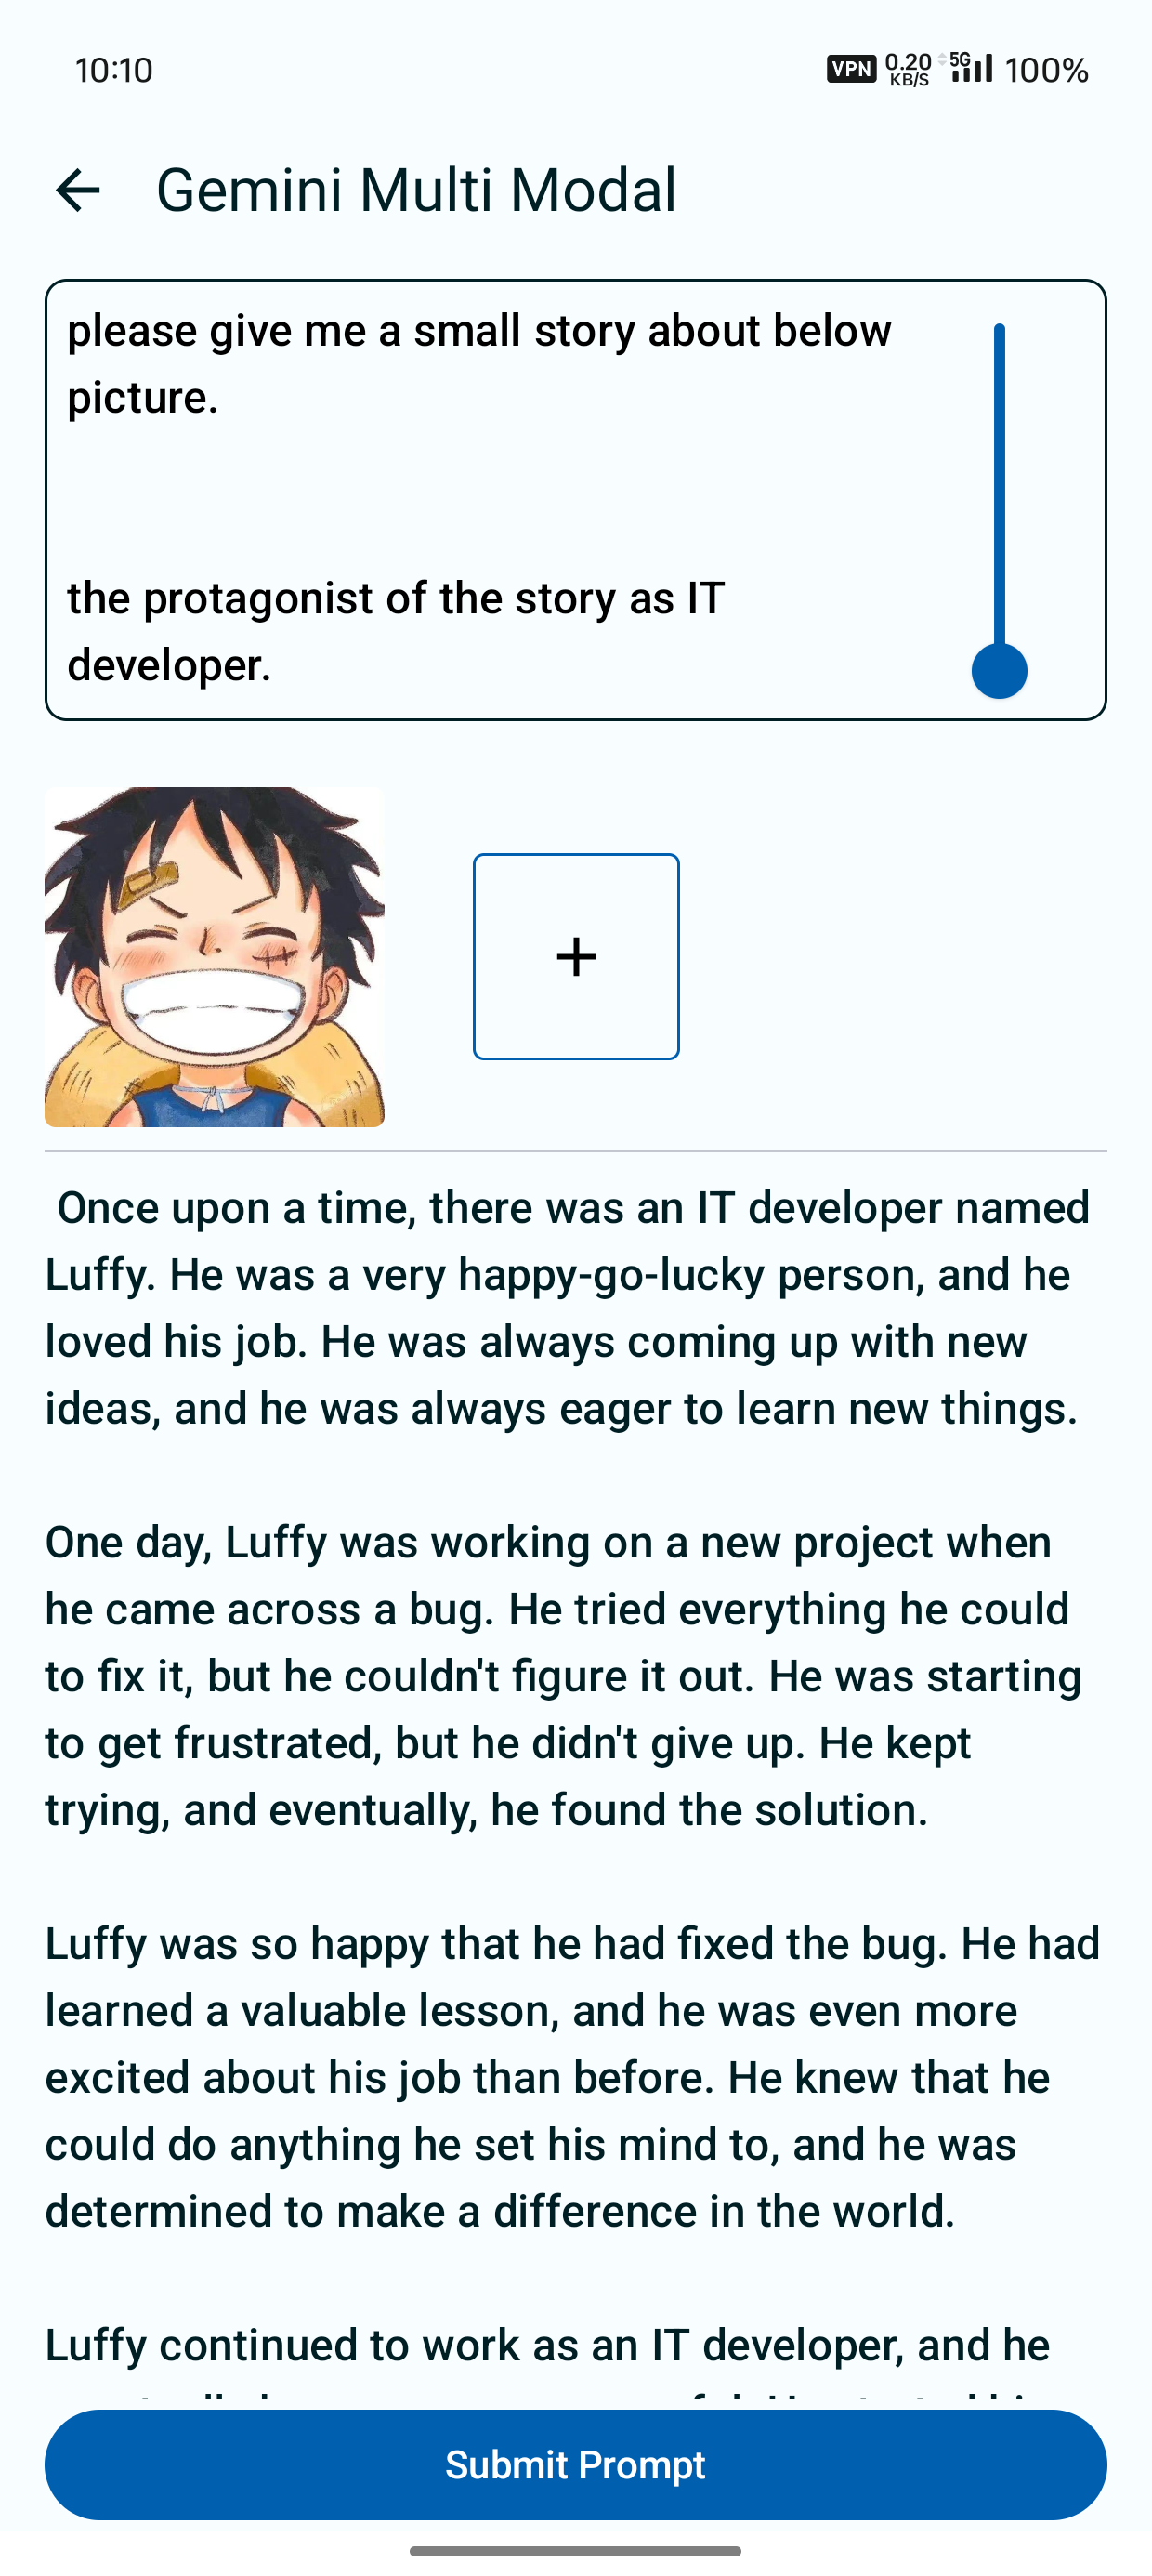 10:10
VPN 0.20 KB/S 5G 100%
Gemini Multi Modal
please give me a small story about below
picture.
the protagonist of the story as IT
developer.
+
Once upon a time, there was an IT developer named
Luffy. He was a very happy-go-lucky person, and he
loved his job. He was always coming up with new
ideas, and he was always eager to learn new things.
One day, Luffy was working on a new project when
he came across a bug. He tried everything he could
to fix it, but he couldn't figure it out. He was starting
to get frustrated, but he didn't give up. He kept
trying, and eventually, he found the solution.
Luffy was so happy that he had fixed the bug. He had
learned a valuable lesson, and he was even more
excited about his job than before. He knew that he
could do anything he set his mind to, and he was
determined to make a difference in the world.
Luffy continued to work as an IT developer, and he
Submit Prompt